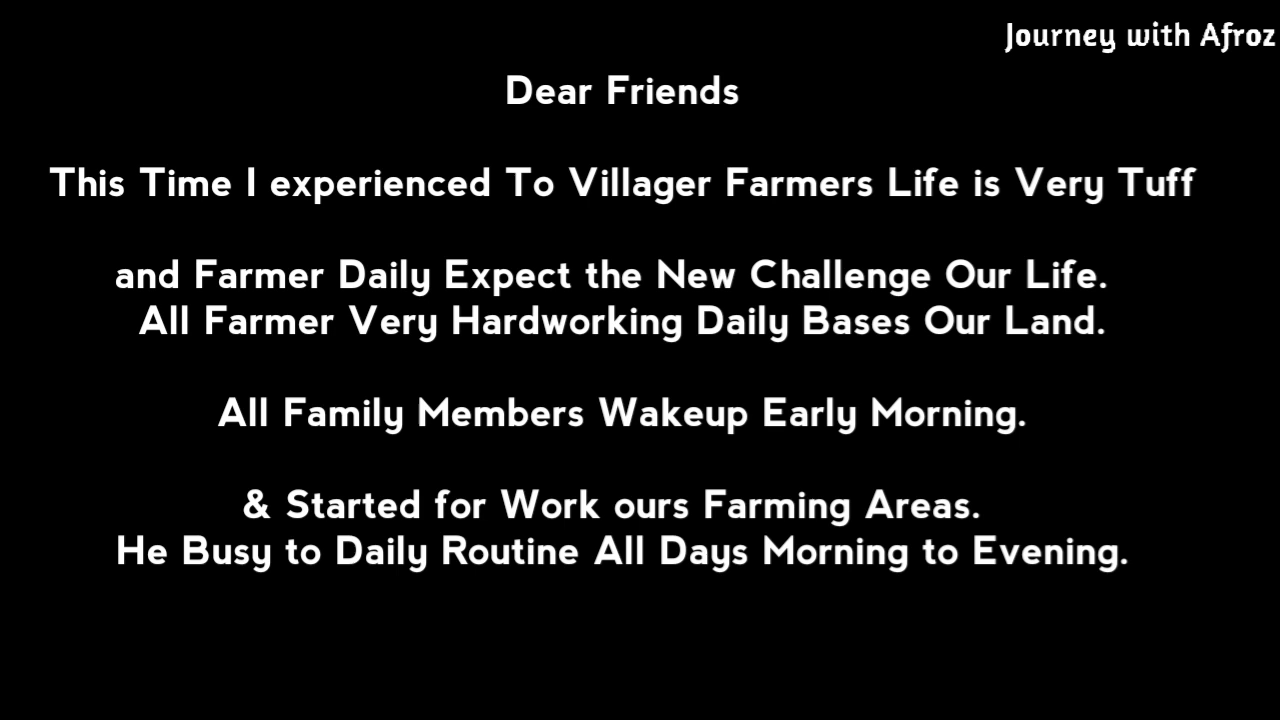 Journey with Afroz
Dear Friends
This Time I experienced To Villager Farmers Life is Very Tuff
and Farmer Daily Expect the New Challenge Our Life.
All Farmer Very Hardworking Daily Bases Our Land.
All Family Members Wakeup Early Morning.
& Started for Work ours Farming Areas.
He Busy to Daily Routine All Days Morning to Evening.